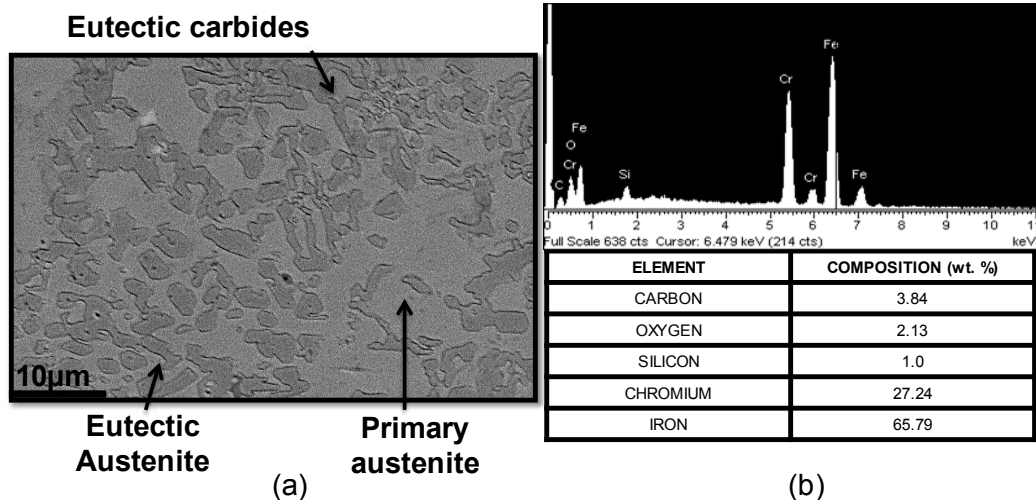 Eutectic carbides
10µm
Eutectic
Austenite
Primary
austenite
(a)
Fe
Cr
Fe
O
Cr
C
Si
Cr
Fe
0 1 2 3 4 5 6 7 8 9 10 11
Full Scale 638 cts Cursor: 6.479 keV (214 cts) keV
ELEMENT COMPOSITION (wt. %)
CARBON 3.84
OXYGEN 2.13
SILICON 1.0
CHROMIUM 27.24
IRON 65.79
(b)